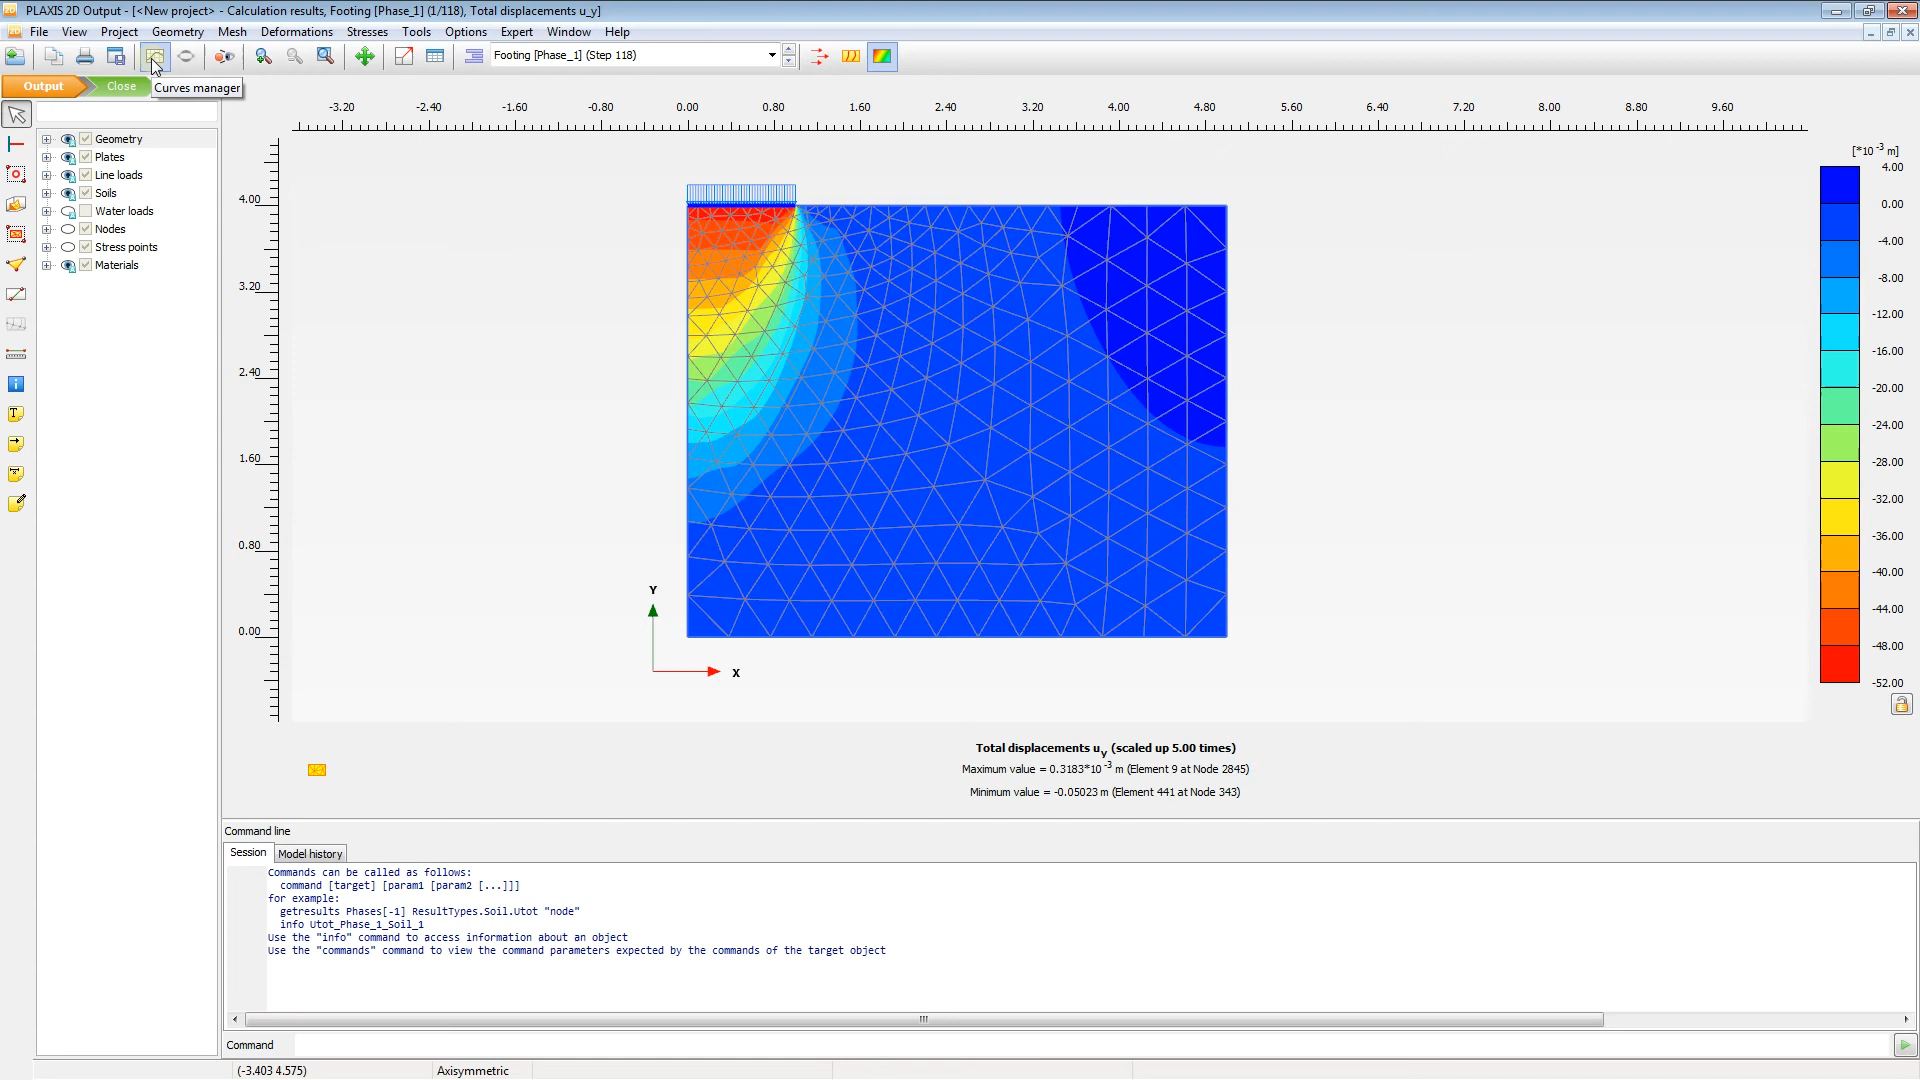 PLAXIS 2D Output - [<New project> - Calculation results, Footing [Phase_1] (1/118), Total displacements u_y]
File View Project Geometry Mesh Deformations Stresses Tools Options Expert Window Help
Footing [Phase_1] (Step 118)
Output Close Curves manager
-3.20 -2.40 -1.60 -0.80 0.00 0.80 1.60 2.40 3.20 4.00 4.80 5.60 6.40 7.20 8.00 8.80 9.60
Geometry
Plates
Line loads
Soils
Water loads
Nodes
Stress points
Materials
4.00
3.20
2.40
1.60
0.80
0.00
Y
X
[*10 -3 m]
4.00
0.00
-4.00
-8.00
-12.00
-16.00
-20.00
-24.00
-28.00
-32.00
-36.00
-40.00
-44.00
-48.00
-52.00
Total displacements uy (scaled up 5.00 times)
Maximum value = 0.3183*10 -3 m (Element 9 at Node 2845)
Minimum value = -0.05023 m (Element 441 at Node 343)
Command line
Session Model history
Commands can be called as follows:
command [target] [param1 [param2 [...]]]
for example:
getresults Phases[-1] ResultTypes.Soil.Utot "node"
info Utot_Phase_1_Soil_1
Use the "info" command to access information about an object
Use the "commands" command to view the command parameters expected by the commands of the target object
Command
(-3.403 4.575) Axisymmetric